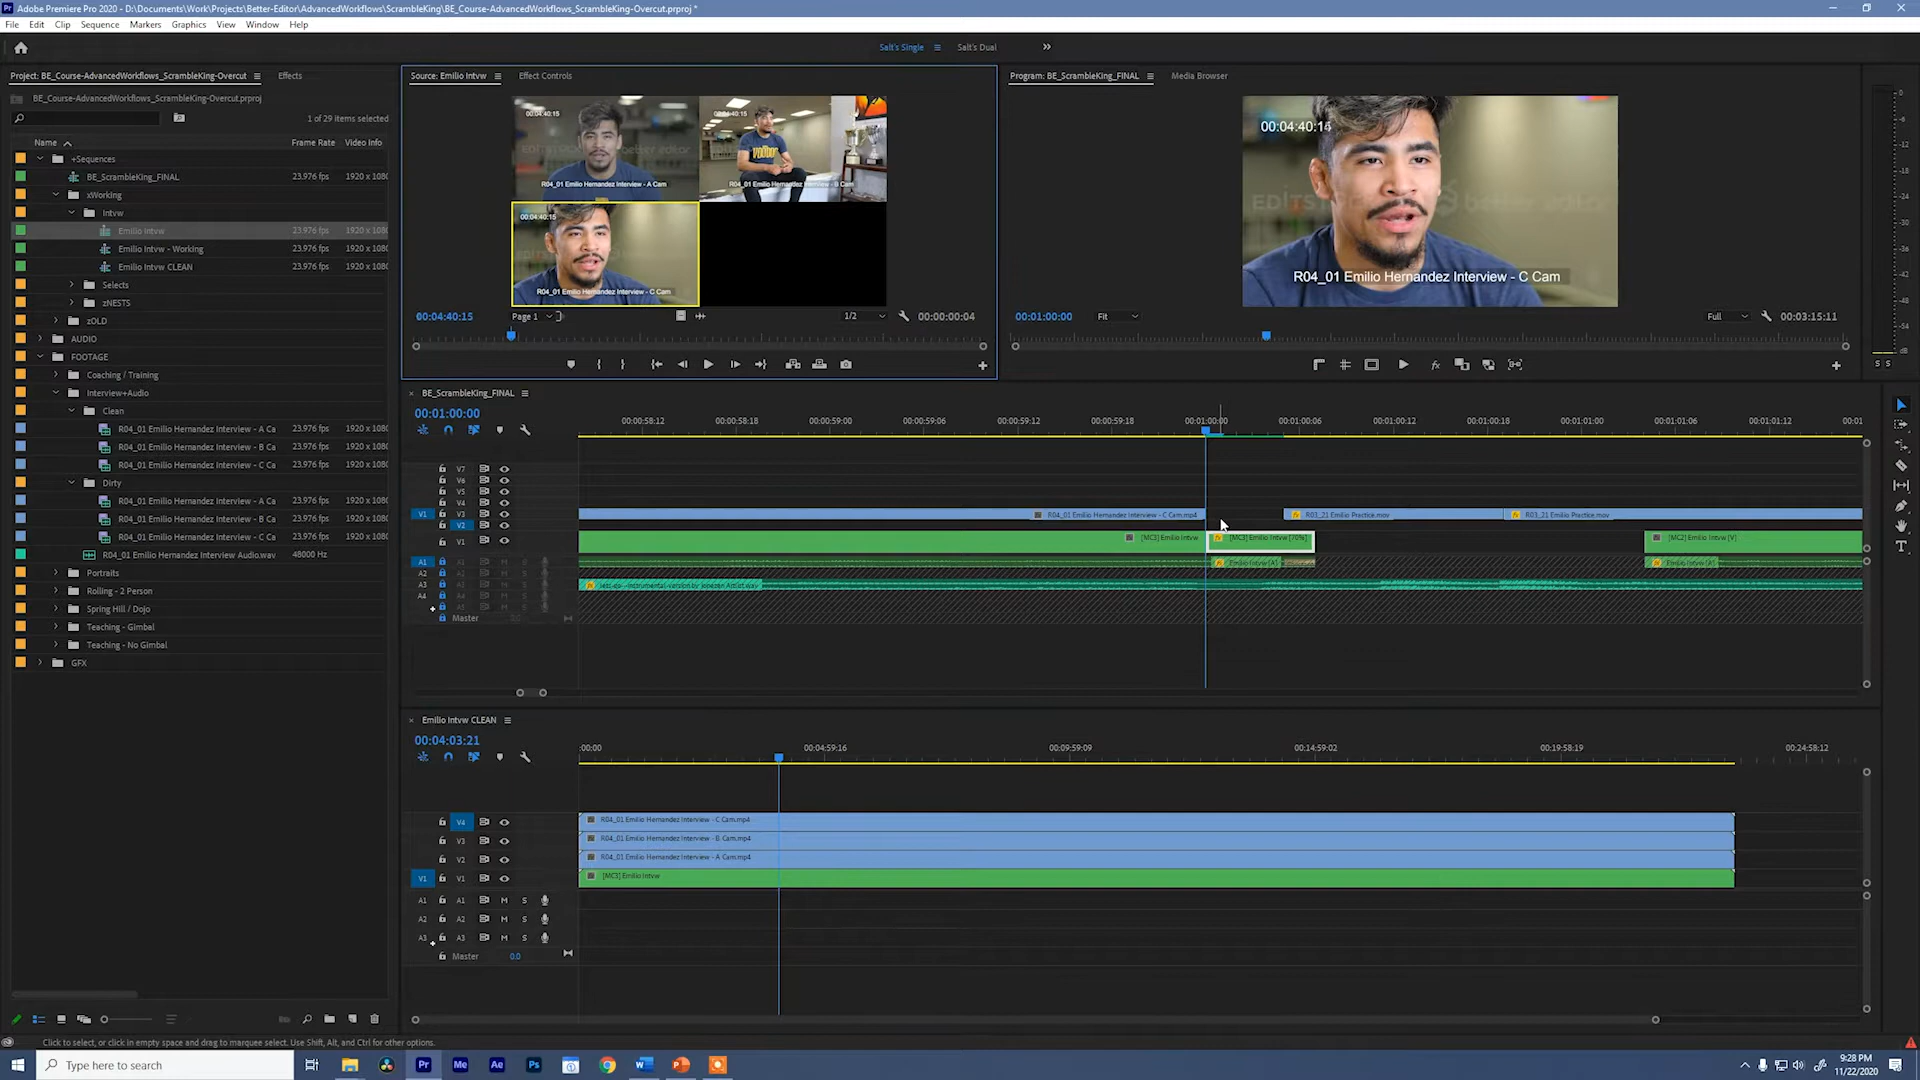 Adobe Premiere Pro 2020 - D:\Documents\Work\Projects\Better-Editor\AdvancedWorkflows\ScrambleKing\BE_Course-AdvancedWorkflows_ScrambleKing-Overcut.prproj *
File Edit Clip Sequence Markers Graphics View Window Help
Salt's Single Salt's Dual
Project: BE_Course-AdvancedWorkflows_ScrambleKing-Overcut Effects
BE_Course-AdvancedWorkflows_ScrambleKing-Overcut.prproj
1 of 29 items selected
Name Frame Rate Video Info
+Sequences
BE_ScrambleKing_FINAL 23.976 fps 1920 x 1080
xWorking
Intvw
Emilio Intvw 23.976 fps 1920 x 1080
Emilio Intvw - Working 23.976 fps 1920 x 1080
Emilio Intvw CLEAN 23.976 fps 1920 x 1080
Selects
zNESTS
zOLD
AUDIO
FOOTAGE
Coaching / Training
Interview+Audio
Clean
R04_01 Emilio Hernandez Interview - A Ca 23.976 fps 1920 x 1080
R04_01 Emilio Hernandez Interview - B Ca 23.976 fps 1920 x 1080
R04_01 Emilio Hernandez Interview - C Ca 23.976 fps 1920 x 1080
Dirty
R04_01 Emilio Hernandez Interview - A Ca 23.976 fps 1920 x 1080
R04_01 Emilio Hernandez Interview - B Ca 23.976 fps 1920 x 1080
R04_01 Emilio Hernandez Interview - C Ca 23.976 fps 1920 x 1080
R04_01 Emilio Hernandez Interview Audio.wav 48000 Hz
Portraits
Rolling - 2 Person
Spring Hill / Dojo
Teaching - Gimbal
Teaching - No Gimbal
GFX
Source: Emilio Intvw Effect Controls
00:04:40:15
R04_01 Emilio Hernandez Interview - A Cam
R04_01 Emilio Hernandez Interview - B Cam
00:04:40:15
R04_01 Emilio Hernandez Interview - C Cam
00:04:40:15 Page 1 1/2 00:00:00:04
Program: BE_ScrambleKing_FINAL Media Browser
00:04:40:14
better editor
R04_01 Emilio Hernandez Interview - C Cam
00:01:00:00 Fit Full 00:03:15:11
0
-6
-12
-18
-24
-30
-36
-42
-48
-54
dB
S S
BE_ScrambleKing_FINAL
00:01:00:00
00:00:58:12 00:00:58:18 00:00:59:00 00:00:59:06 00:00:59:12 00:00:59:18 00:01:00:00 00:01:00:06 00:01:00:12 00:01:00:18 00:01:01:00 00:01:01:06 00:01:01:12 00:01
V7
V6
V5
V4
V1 V3 R04_01 Emilio Hernandez Interview - C Cam.mp4 R03_21 Emilio Practice.mov R03_21 Emilio Practice.mov
V2
V1 [MC3] Emilio Intvw [MC3] Emilio Intvw [70%] [MC2] Emilio Intvw [V]
A1 A1 M S Emilio Intvw [A] Emilio Intvw [A]
A2 M S
A3 M S
A4 A4 M S
A5 M S
Master
Emilio Intvw CLEAN
00:04:03:21
:00:00 00:04:59:16 00:09:59:09 00:14:59:02 00:19:58:19 00:24:58:12
V4 R04_01 Emilio Hernandez Interview - C Cam.mp4
V3 R04_01 Emilio Hernandez Interview - B Cam.mp4
V2 R04_01 Emilio Hernandez Interview - A Cam.mp4
V1 V1 [MC3] Emilio Intvw
A1 A1 M S
A2 A2 M S
A3 A3 M S
Master 0.0
Click to select, or click in empty space and drag to marquee select. Use Shift, Alt, and Ctrl for other options.
Type here to search
9:28 PM
11/22/2020